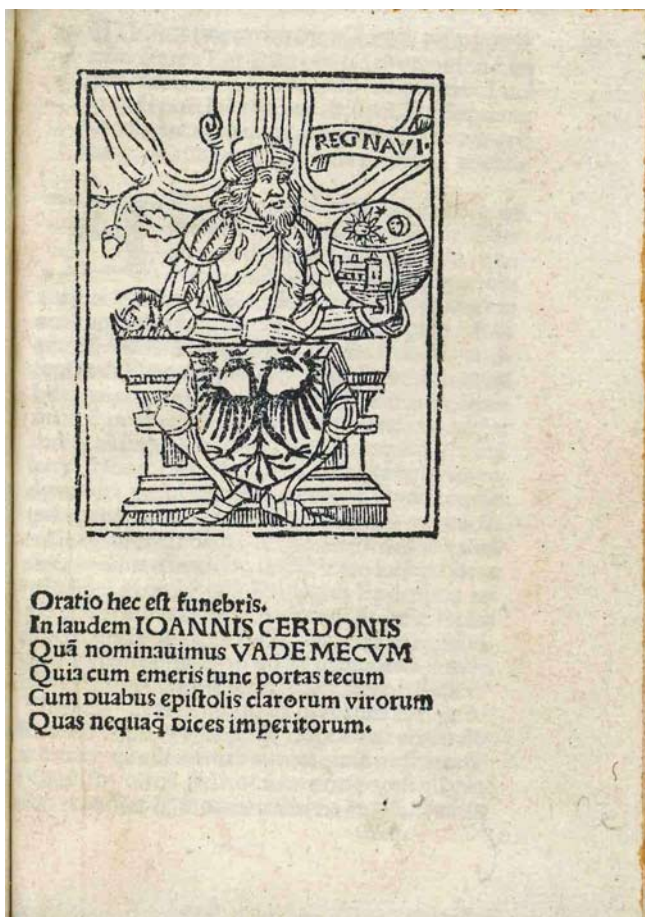 REGNAVI·
Oratio hec est funebris.
In laudem IOANNIS CERDONIS
Quā nominauimus VADE MECVM
Quia cum emeris tunc portas tecum
Cum duabus epistolis clarorum virorum
Quas nequaq̄ dices imperitorum.